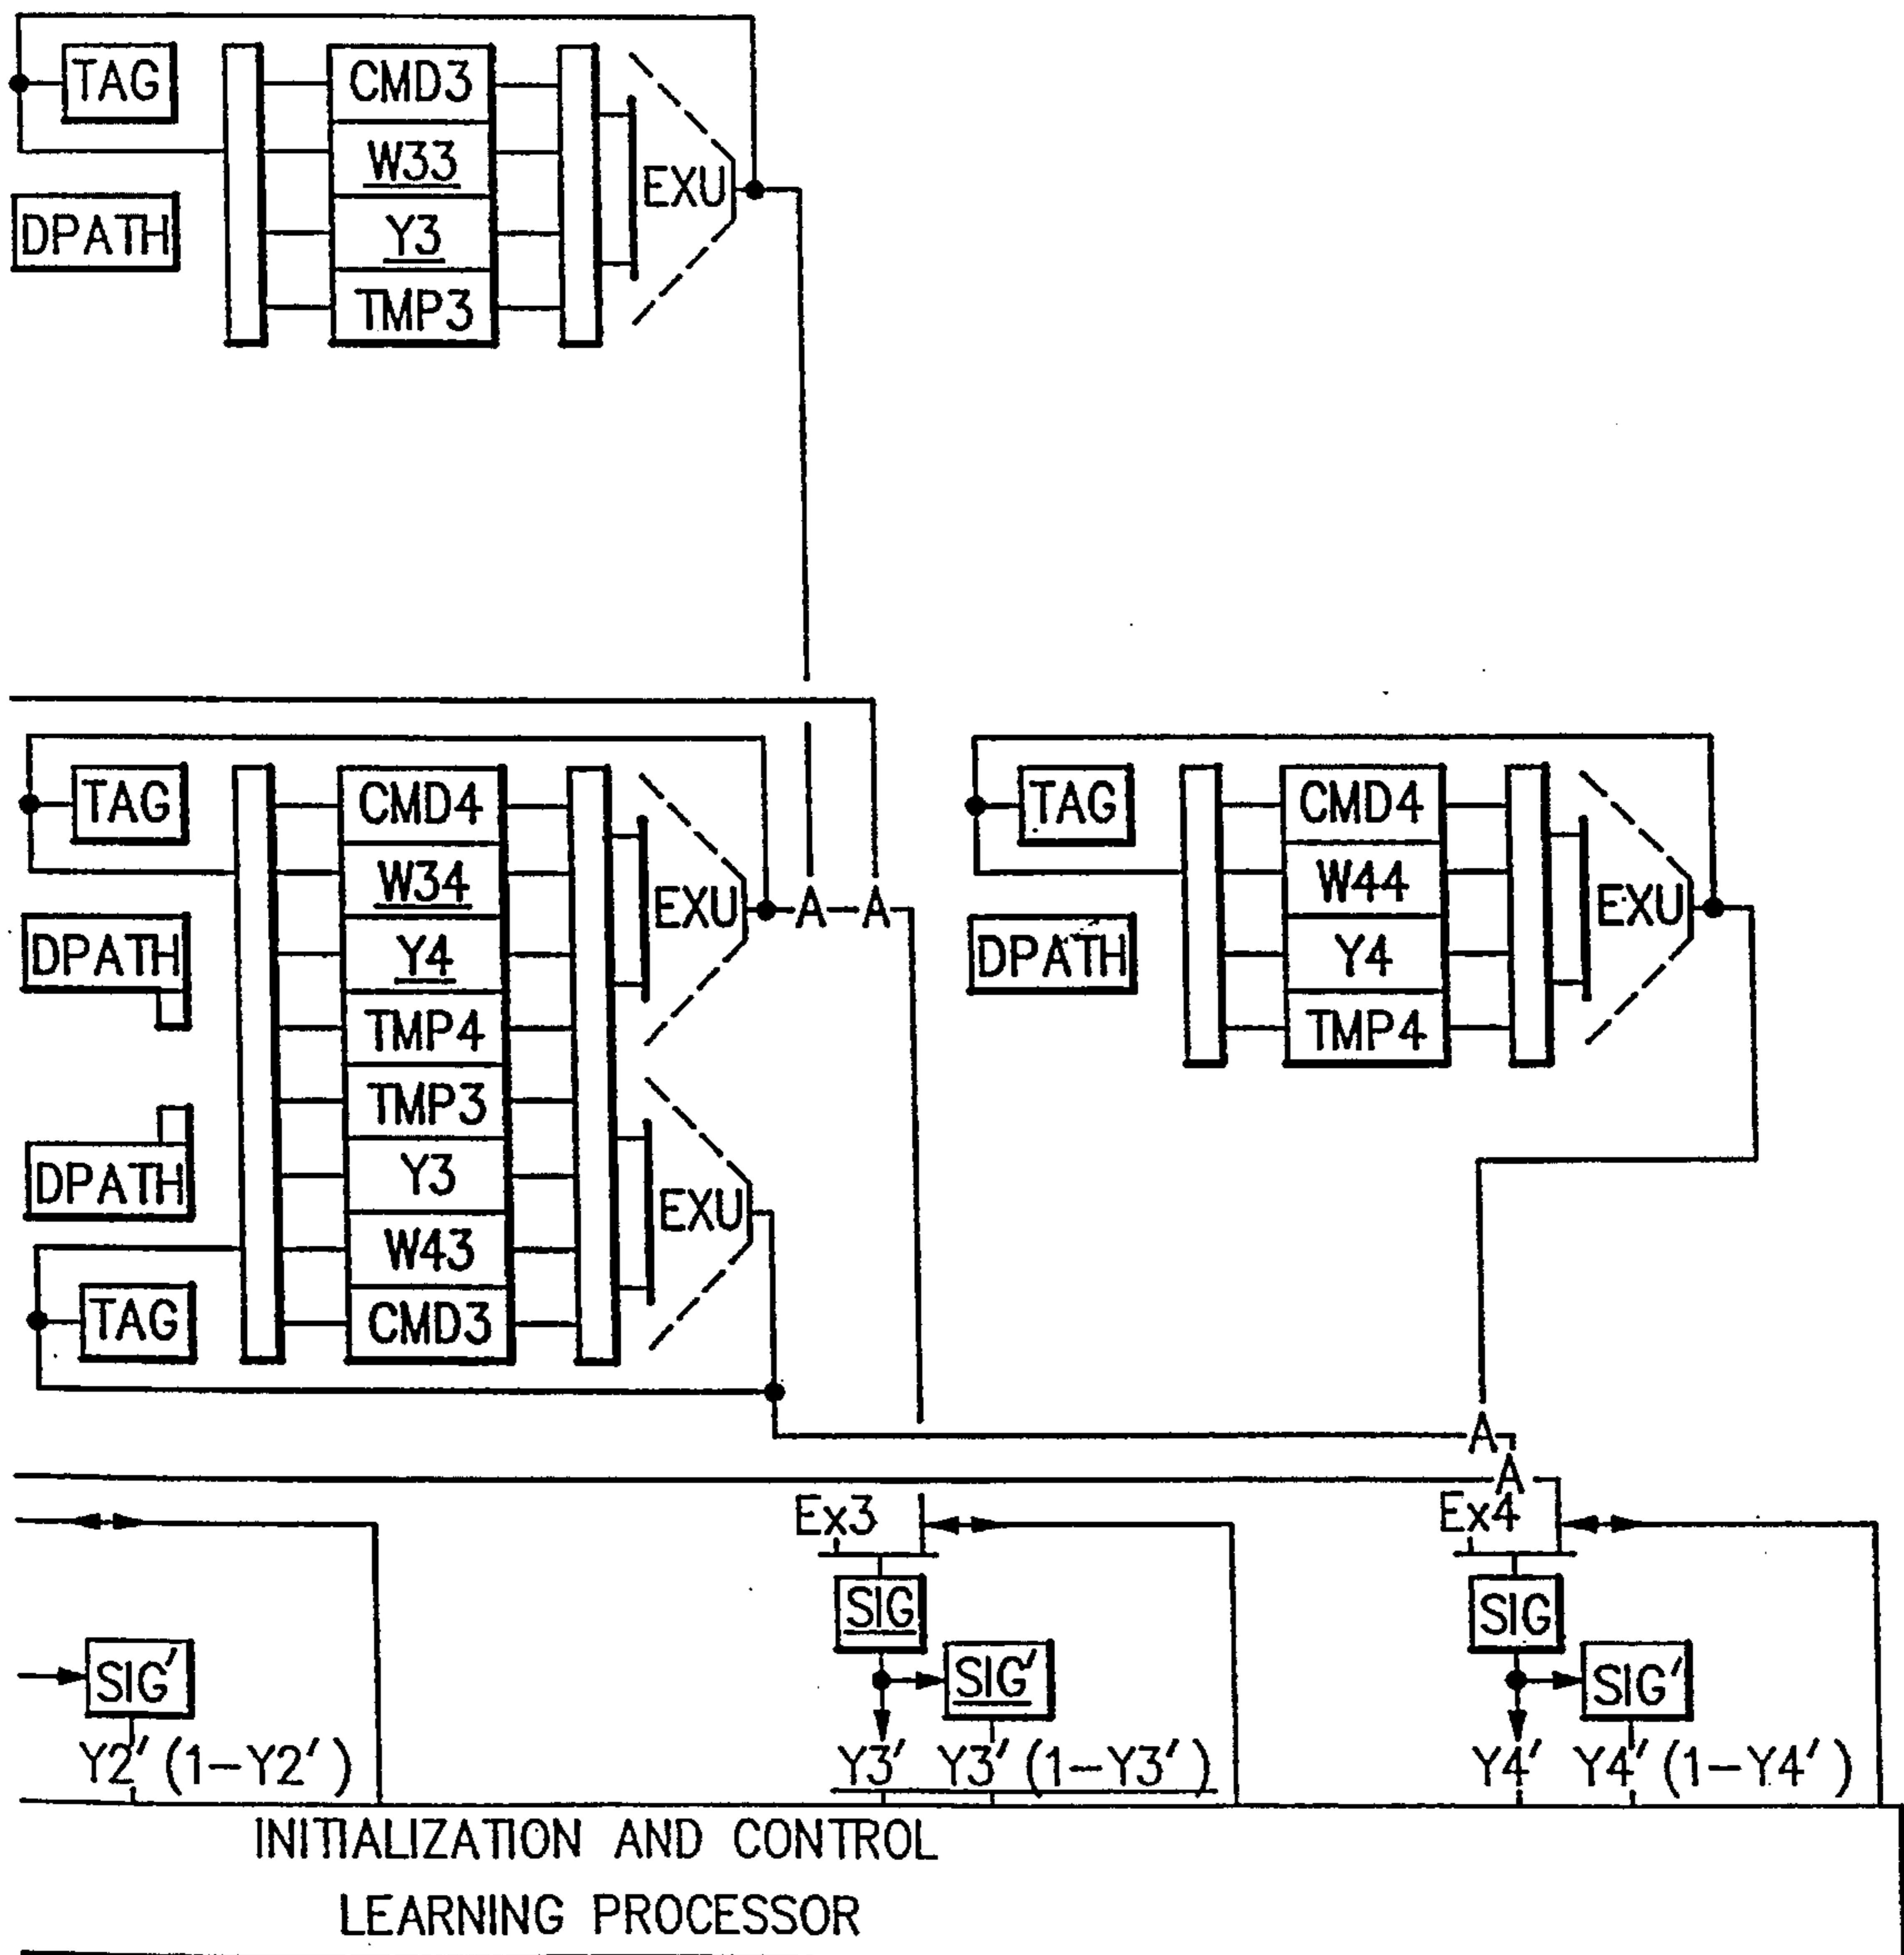 TAG
CMD3
W33
EXU
DPATH
Y3
TMP3
TAG
CMD4
W34
EXU
A
A
DPATH
Y4
TMP4
TMP3
DPATH
Y3
EXU
W43
TAG
CMD3
TAG
CMD4
W44
EXU
DPATH
Y4
TMP4
A
A
Ex3
Ex4
SIG
SIG
SIG'
SIG'
SIG'
Y2' (1-Y2')
Y3' Y3' (1-Y3')
Y4' Y4' (1-Y4')
INITIALIZATION AND CONTROL
LEARNING PROCESSOR